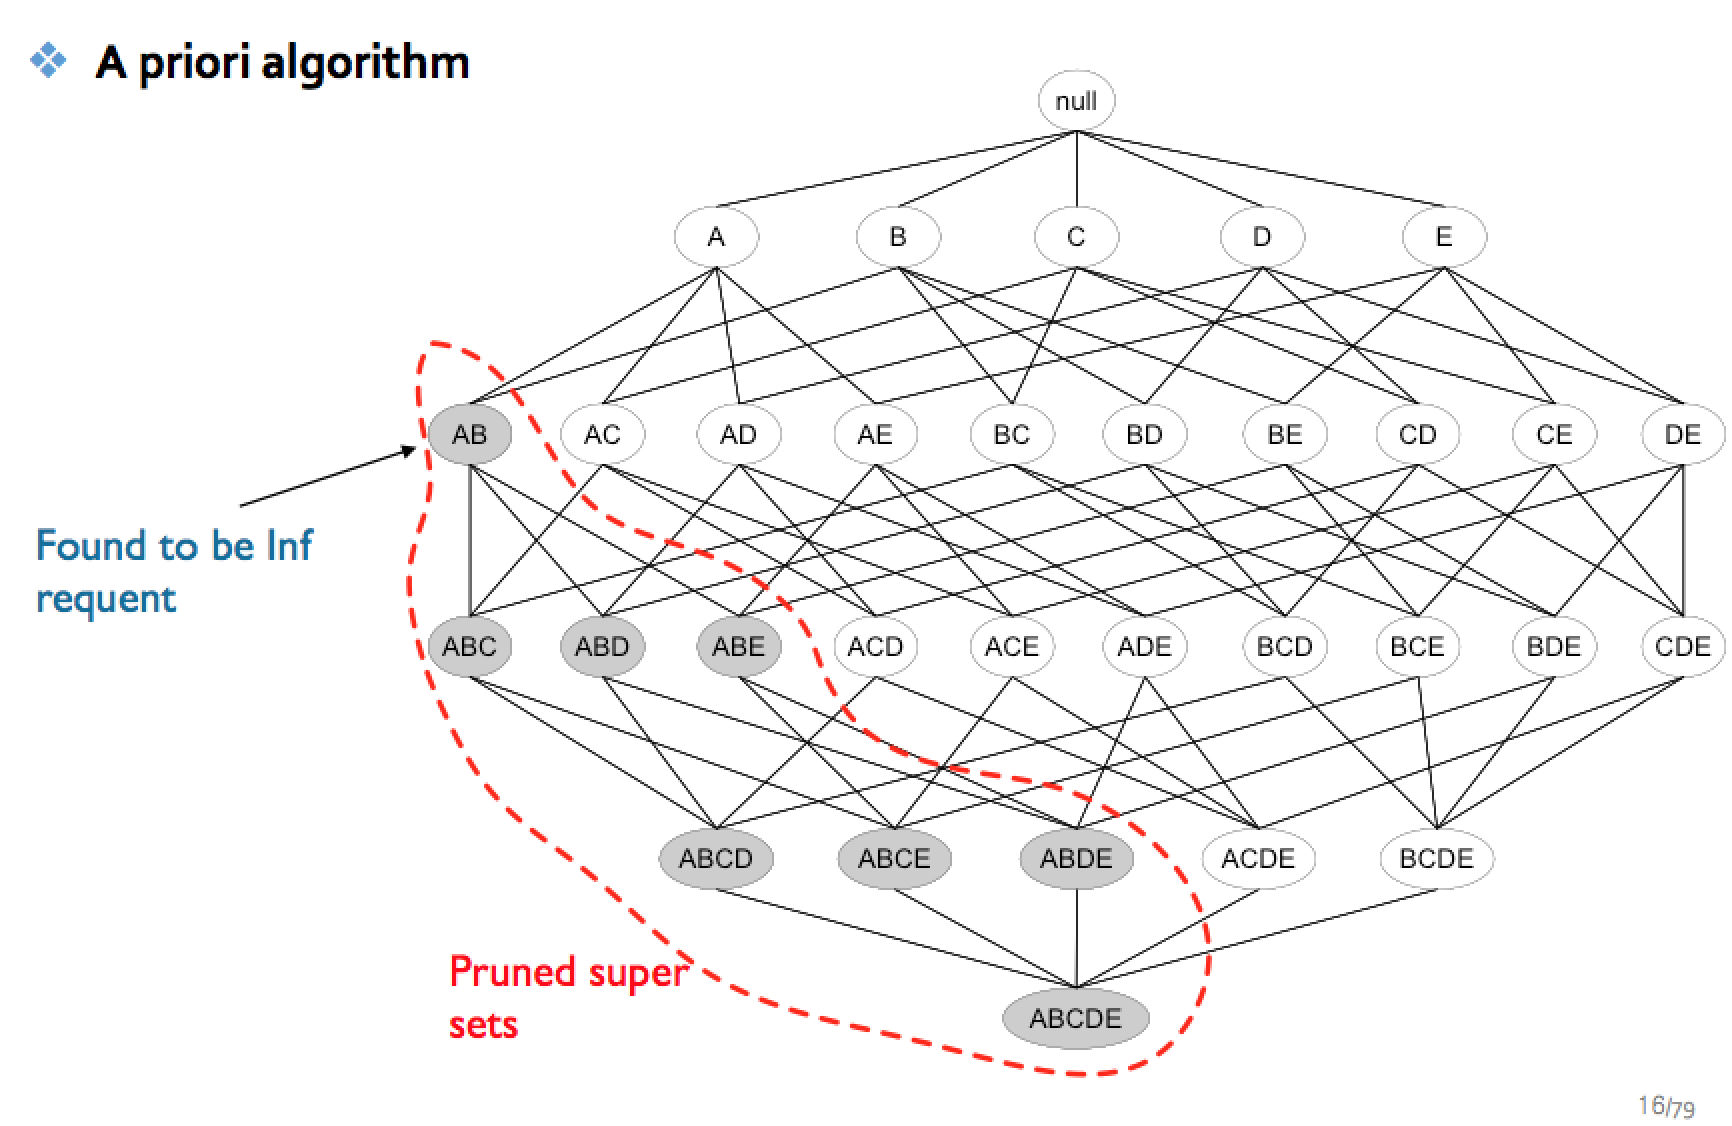 A priori algorithm
null
A B C D E
AB AC AD AE BC BD BE CD CE DE
Found to be Inf
requent
ABC ABD ABE ACD ACE ADE BCD BCE BDE CDE
ABCD ABCE ABDE ACDE BCDE
Pruned super
sets
ABCDE
16/79